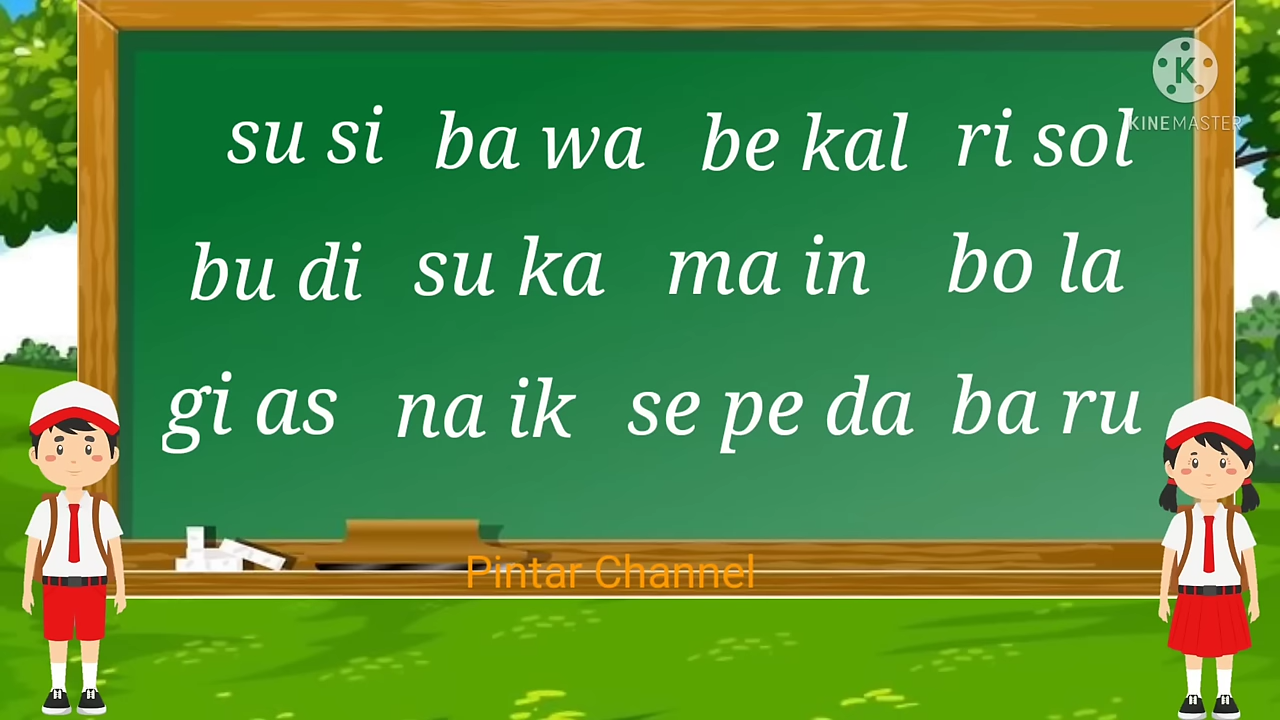 su si ba wa be kal ri sol
bu di su ka ma in bo la
gi as na ik se pe da ba ru
Pintar Channel
K
KINEMASTER